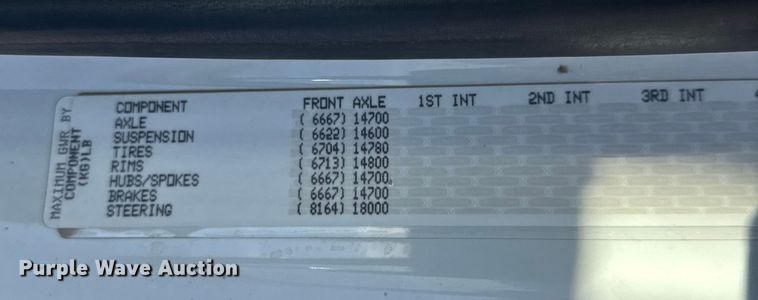 MAXIMUM GWR BY
COMPONENT
(KG)LB
COMPONENT FRONT AXLE 1ST INT 2ND INT 3RD INT
AXLE ( 6667) 14700
SUSPENSION ( 6622) 14600
TIRES ( 6704) 14780
RIMS ( 6713) 14800
HUBS/SPOKES ( 6667) 14700
BRAKES ( 6667) 14700
STEERING ( 8164) 18000
Purple Wave Auction